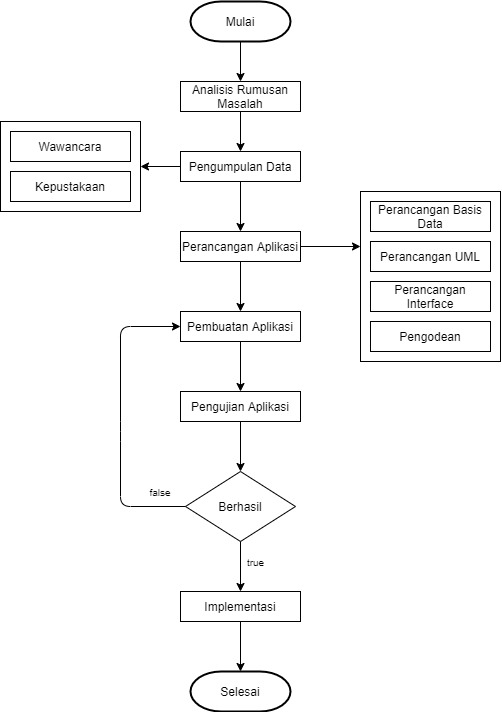 Mulai
Analisis Rumusan
Masalah
Pengumpulan Data
Wawancara
Kepustakaan
Perancangan Aplikasi
Perancangan Basis
Data
Perancangan UML
Perancangan
Interface
Pengodean
Pembuatan Aplikasi
Pengujian Aplikasi
Berhasil
false
true
Implementasi
Selesai